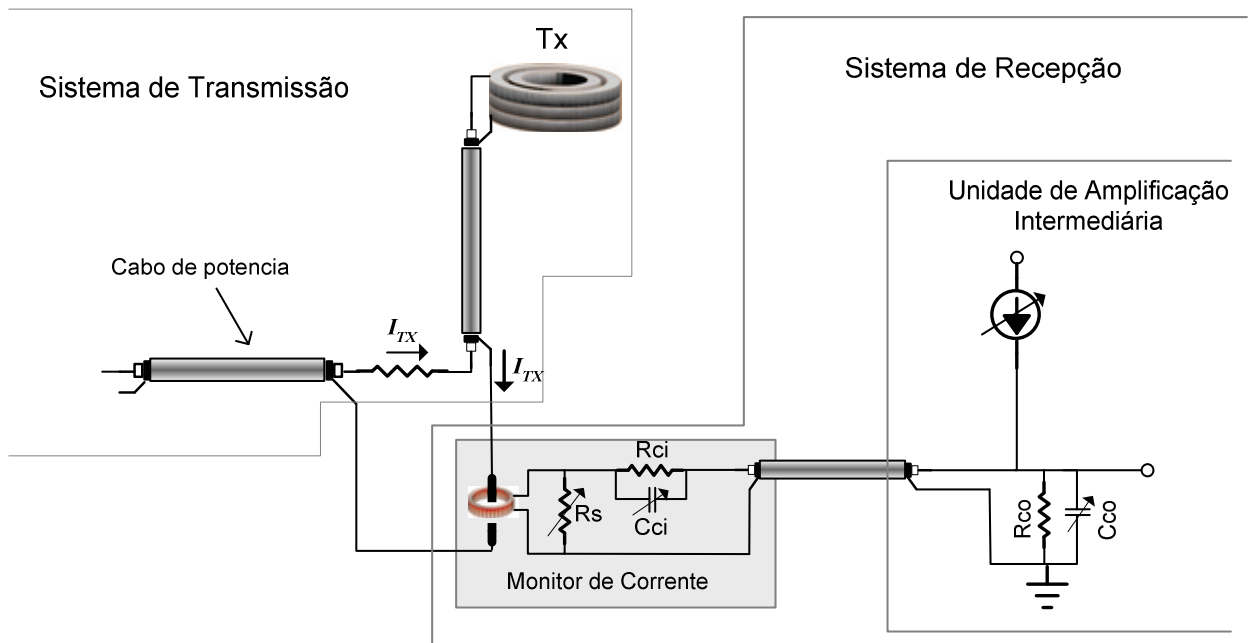 Tx
Sistema de Transmissão
Sistema de Recepção
Unidade de Amplificação
Intermediária
Cabo de potencia
I_TX
I_TX
Rci
Cci
Rs
Rco
Cco
Monitor de Corrente